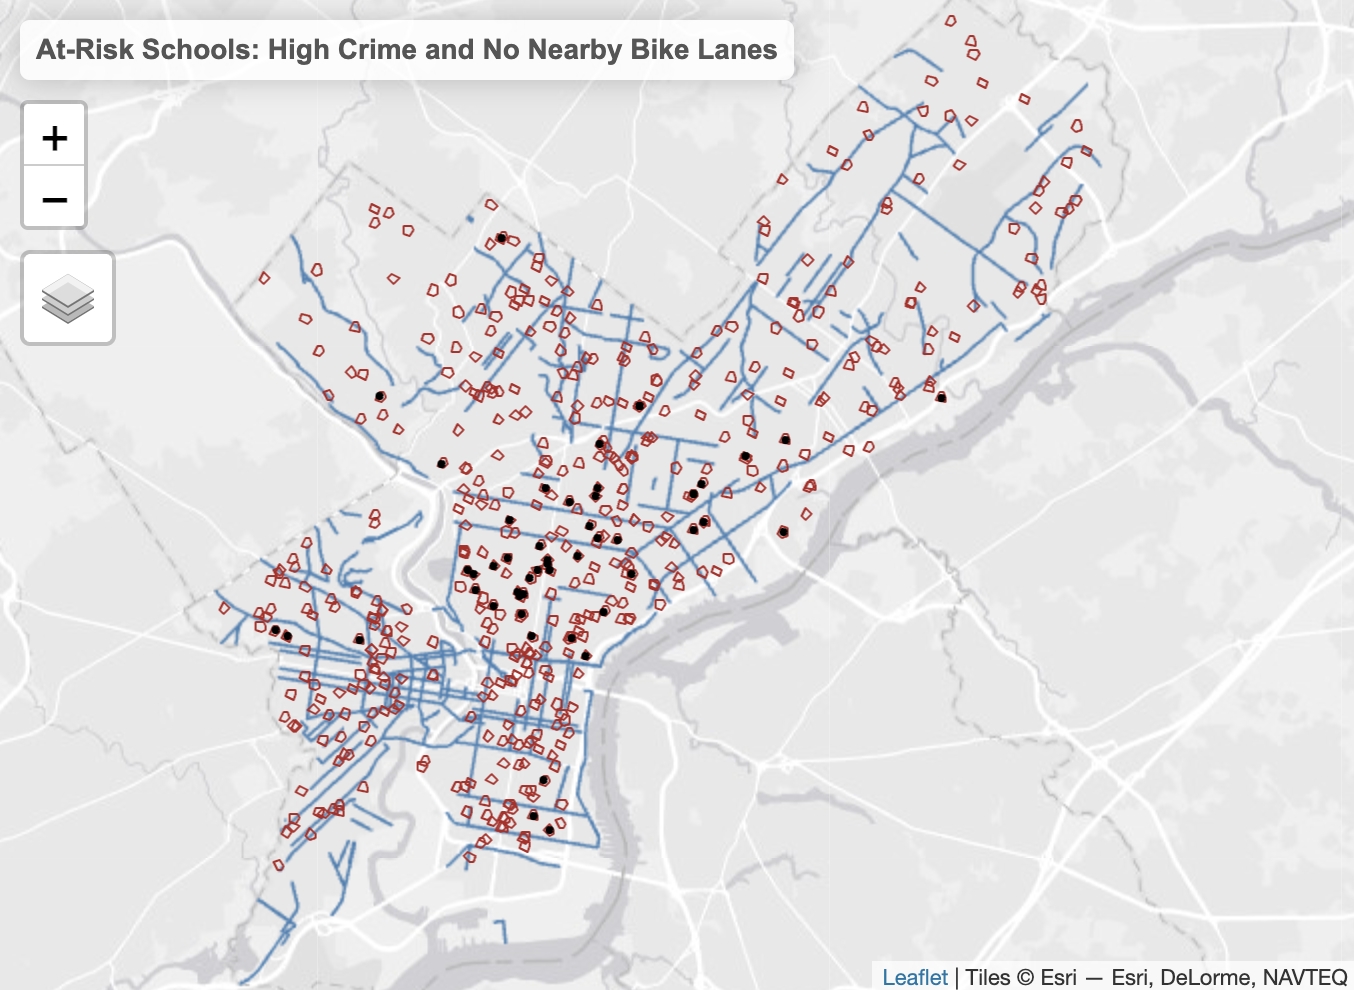 At-Risk Schools: High Crime and No Nearby Bike Lanes
+
−
Leaflet | Tiles © Esri — Esri, DeLorme, NAVTEQ